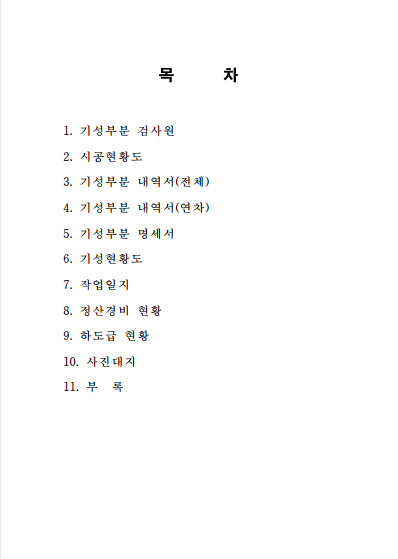 목 차
1. 기성부분 검사원
2. 시공현황도
3. 기성부분 내역서(전체)
4. 기성부분 내역서(연차)
5. 기성부분 명세서
6. 기성현황도
7. 작업일지
8. 정산경비 현황
9. 하도급 현황
10. 사진대지
11. 부 록